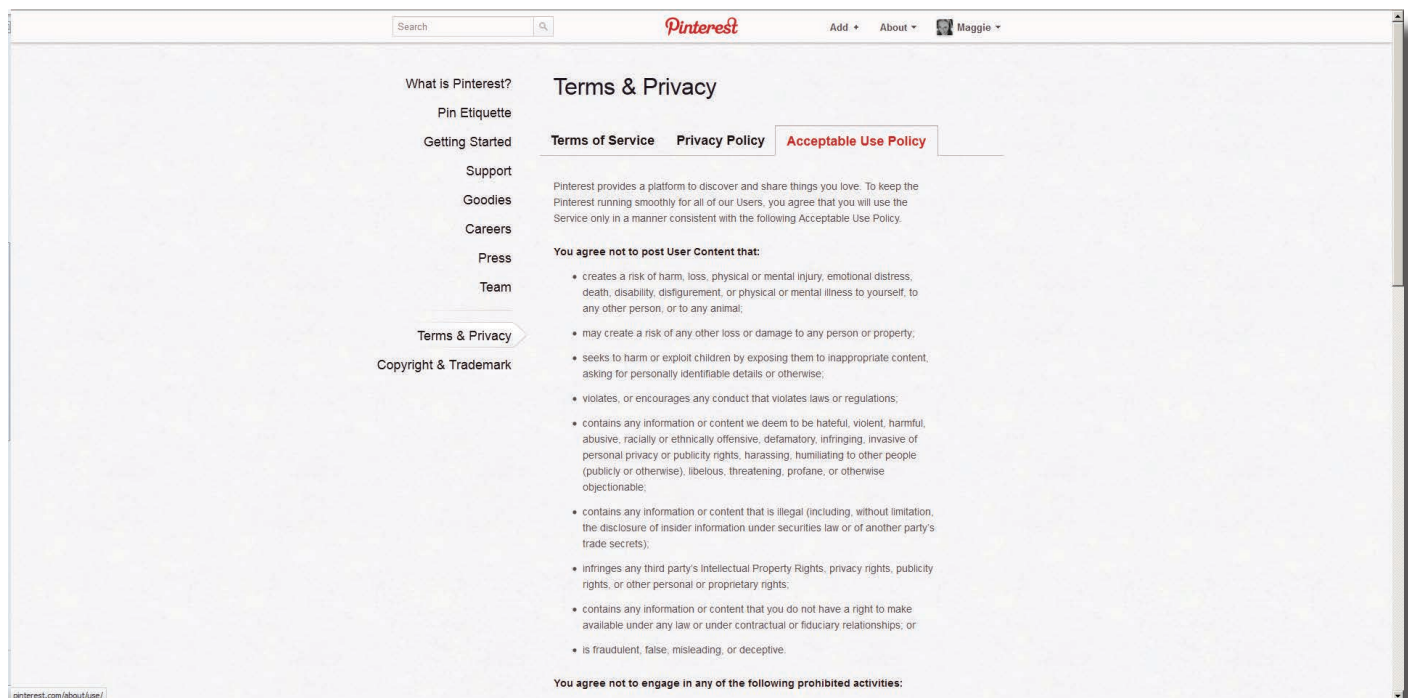 Search
Pinterest
Add +
About
Maggie
What is Pinterest?
Pin Etiquette
Getting Started
Support
Goodies
Careers
Press
Team
Terms & Privacy
Copyright & Trademark
Terms & Privacy
Terms of Service
Privacy Policy
Acceptable Use Policy
Pinterest provides a platform to discover and share things you love. To keep the
Pinterest running smoothly for all of our Users, you agree that you will use the
Service only in a manner consistent with the following Acceptable Use Policy.
You agree not to post User Content that:
• creates a risk of harm, loss, physical or mental injury, emotional distress,
death, disability, disfigurement, or physical or mental illness to yourself, to
any other person, or to any animal;
• may create a risk of any other loss or damage to any person or property;
• seeks to harm or exploit children by exposing them to inappropriate content,
asking for personally identifiable details or otherwise;
• violates, or encourages any conduct that violates laws or regulations;
• contains any information or content we deem to be hateful, violent, harmful,
abusive, racially or ethnically offensive, defamatory, infringing, invasive of
personal privacy or publicity rights, harassing, humiliating to other people
(publicly or otherwise), libelous, threatening, profane, or otherwise
objectionable;
• contains any information or content that is illegal (including, without limitation,
the disclosure of insider information under securities law or of another party's
trade secrets);
• infringes any third party's Intellectual Property Rights, privacy rights, publicity
rights, or other personal or proprietary rights;
• contains any information or content that you do not have a right to make
available under any law or under contractual or fiduciary relationships; or
• is fraudulent, false, misleading, or deceptive.
You agree not to engage in any of the following prohibited activities:
pinterest.com/about/use/